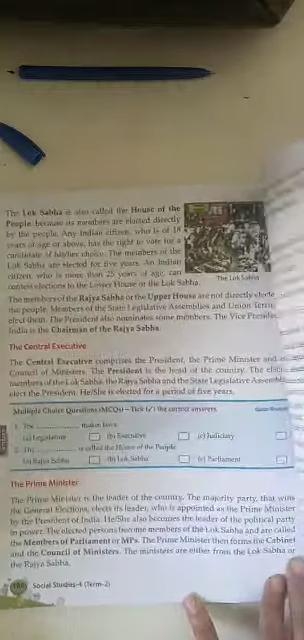 The Lok Sabha is also called the House of the
People, because its members are elected directly
by the people. Any Indian citizen, who is of 18
years of age or above, has the right to vote for a
candidate of his/her choice. The members of the
Lok Sabha are elected for five years. An Indian
citizen, who is more than 25 years of age, can
contest elections to the Lower House or the Lok Sabha.
The Lok Sabha
The members of the Rajya Sabha or the Upper House are not directly
the people. Members of the State Legislative Assemblies and Union
elect them. The President also nominates some members. The Vice
India is the Chairman of the Rajya Sabha.
The Central Executive
The Central Executive comprises the President, the Prime Minister and
Council of Ministers. The President is the head of the country. The
members of the Lok Sabha, the Rajya Sabha and the State Legislative
elect the President. He/She is elected for a period of five years.
Multiple Choice Questions (MCQs) – Tick (✓) the correct answers
1. The .................. makes laws.
(a) Legislature (b) Executive (c) Judiciary
2. The .................. is called the House of the People.
(a) Rajya Sabha (b) Lok Sabha (c) Parliament
The Prime Minister
The Prime Minister is the leader of the country. The majority party, that wins
the General Elections, elects its leader, who is appointed as the Prime Minister
by the President of India. He/She also becomes the leader of the political party
in power. The elected persons become members of the Lok Sabha and are called
the Members of Parliament or MPs. The Prime Minister then forms the Cabinet
and the Council of Ministers. The ministers are either from the Lok Sabha or
the Rajya Sabha.
Social Studies-4 (Term-2)